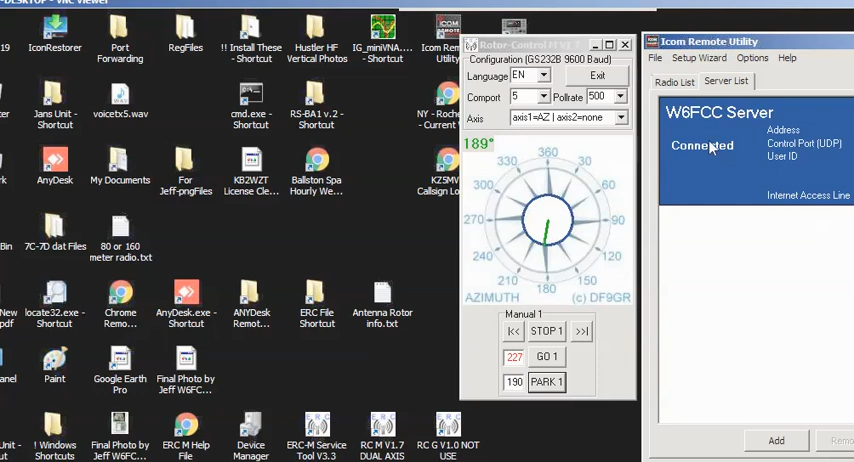 -DESKTOP - VNC Viewer
19
IconRestorer
Port
Forwarding
RegFiles
!! Install These
- Shortcut
Hustler HF
Vertical Photos
IG_miniVNA...
- Shortcut
Icom Rem
Utility
Jans Unit -
Shortcut
voicetx5.wav
cmd.exe -
Shortcut
RS-BA1 v.2 -
Shortcut
NY - Roche
- Current
AnyDesk
My Documents
For
Jeff-pngFiles
KB2WZT
License Cle...
Ballston Spa
Hourly We...
KZ5MV
Callsign Lo
Bin
7C-7D dat Files
80 or 160
meter radio.txt
New
pdf
locate32.exe -
Shortcut
Chrome
Remo...
AnyDesk.exe -
Shortcut
ANYDesk
Remot...
ERC File
Shortcut
Antenna Rotor
info.txt
anel
Paint
Google Earth
Pro
Final Photo by
Jeff W6FC...
Unit -
cut
! Windows
Shortcuts
Final Photo by
Jeff W6FC...
ERC M Help
File
Device
Manager
ERC-M Service
Tool V3.3
RC M V1.7
DUAL AXIS
RC G V1.0 NOT
USE
Configuration (GS232B 9600 Baud)
Language
EN
Exit
Comport
5
Pollrate
500
Axis
axis1=AZ | axis2=none
189°
360
30
60
90
120
150
180
210
240
270
300
330
AZIMUTH
(c) DF9GR
Manual 1
|<<
STOP 1
>>|
227
GO 1
190
PARK 1
Icom Remote Utility
File
Setup Wizard
Options
Help
Radio List
Server List
W6FCC Server
Connected
Address
Control Port (UDP)
User ID
Internet Access Line
Add
Remo